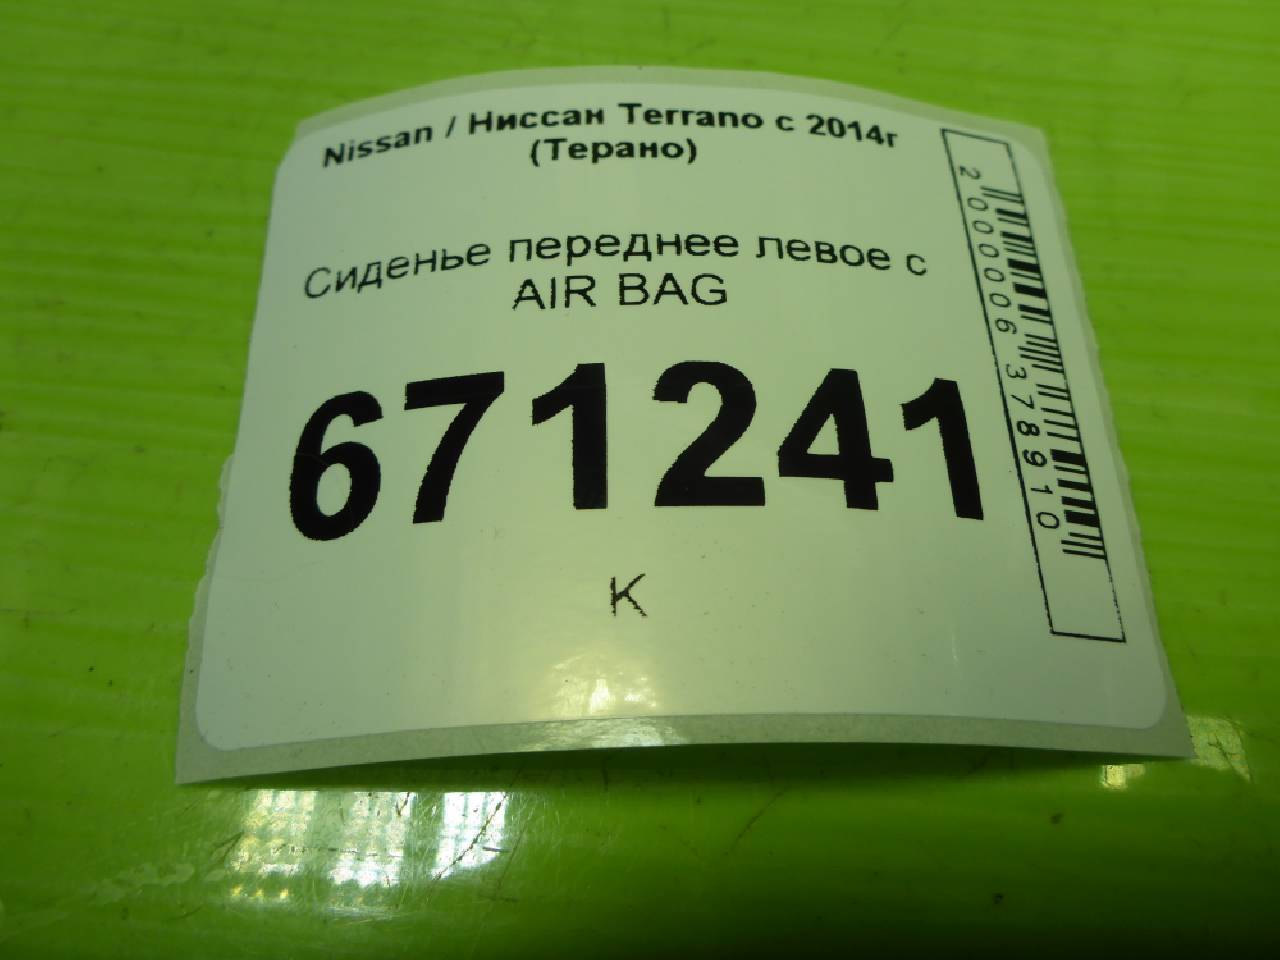 Nissan / Ниссан Terrano с 2014г
(Терано)
Сиденье переднее левое с
AIR BAG
671241
К
2000006378910